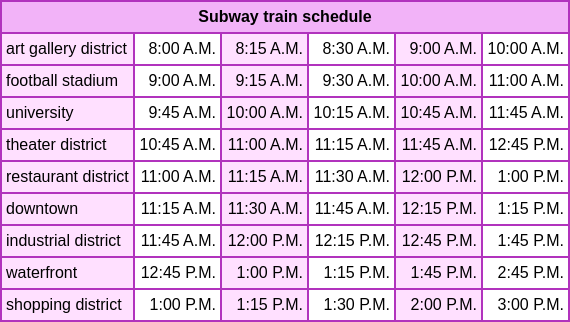 Subway train schedule
art gallery district 8:00 A.M. 8:15 A.M. 8:30 A.M. 9:00 A.M. 10:00 A.M.
football stadium 9:00 A.M. 9:15 A.M. 9:30 A.M. 10:00 A.M. 11:00 A.M.
university 9:45 A.M. 10:00 A.M. 10:15 A.M. 10:45 A.M. 11:45 A.M.
theater district 10:45 A.M. 11:00 A.M. 11:15 A.M. 11:45 A.M. 12:45 P.M.
restaurant district 11:00 A.M. 11:15 A.M. 11:30 A.M. 12:00 P.M. 1:00 P.M.
downtown 11:15 A.M. 11:30 A.M. 11:45 A.M. 12:15 P.M. 1:15 P.M.
industrial district 11:45 A.M. 12:00 P.M. 12:15 P.M. 12:45 P.M. 1:45 P.M.
waterfront 12:45 P.M. 1:00 P.M. 1:15 P.M. 1:45 P.M. 2:45 P.M.
shopping district 1:00 P.M. 1:15 P.M. 1:30 P.M. 2:00 P.M. 3:00 P.M.